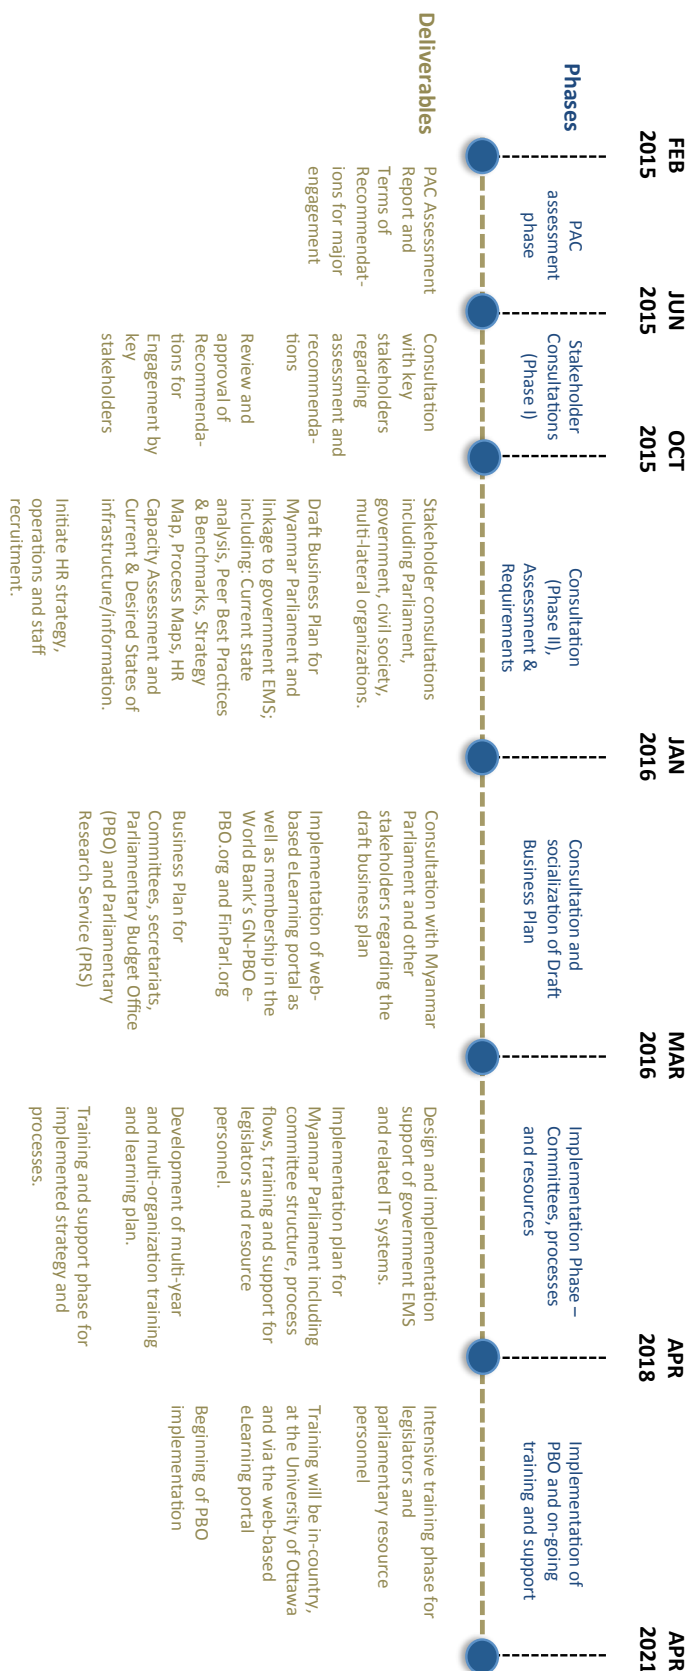 FEB
2015
JUN
2015
OCT
2015
JAN
2016
MAR
2016
APR
2018
APR
2021
Phases
PAC
assessment
phase
Stakeholder
Consultations
(Phase I)
Consultation
(Phase II),
Assessment &
Requirements
Consultation and
socialization of Draft
Business Plan
Implementation Phase –
Committees, processes
and resources
Implementation of
PBO and on-going
training and support
Deliverables
PAC Assessment
Report and
Terms of
Recommendat-
ions for major
engagement
Consultation
with key
stakeholders
regarding
assessment and
recommenda-
tions
Review and
approval of
Recommenda-
tions for
Engagement by
key
stakeholders
Stakeholder consultations
including Parliament,
government, civil society,
multi-lateral organizations.
Draft Business Plan for
Myanmar Parliament and
linkage to government EMS;
including: Current state
analysis, Peer Best Practices
& Benchmarks, Strategy
Map, Process Maps, HR
Capacity Assessment and
Current & Desired States of
infrastructure/information.
Initiate HR strategy,
operations and staff
recruitment.
Consultation with Myanmar
Parliament and other
stakeholders regarding the
draft business plan
Implementation of web-
based eLearning portal as
well as membership in the
World Bank's GN-PBO e-
PBO.org and FinParl.org
Business Plan for
Committees, secretariats,
Parliamentary Budget Office
(PBO) and Parliamentary
Research Service (PRS)
Design and implementation
support of government EMS
and related IT systems.
Implementation plan for
Myanmar Parliament including
committee structure, process
flows, training and support for
legislators and resource
personnel.
Development of multi-year
and multi-organization training
and learning plan.
Training and support phase for
implemented strategy and
processes.
Intensive training phase for
legislators and
parliamentary resource
personnel
Training will be in-country,
at the University of Ottawa
and via the web-based
eLearning portal
Beginning of PBO
implementation